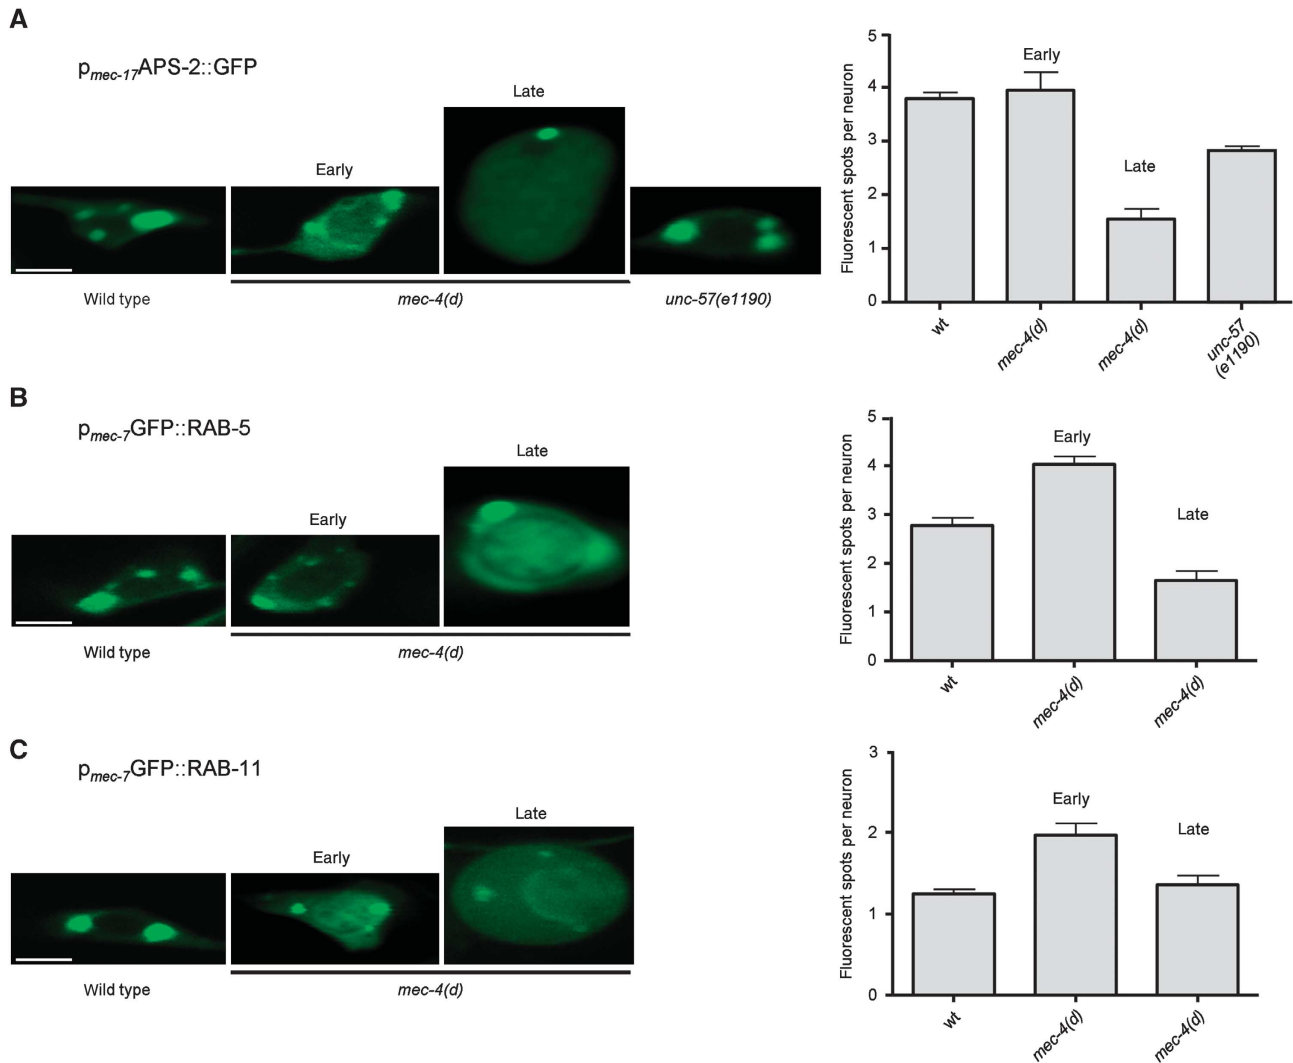 A
pmec-17APS-2::GFP
Late
Early
Wild type
mec-4(d)
unc-57(e1190)
Fluorescent spots per neuron
5
4
3
2
1
0
Early
Late
wt
mec-4(d)
mec-4(d)
unc-57
(e1190)
B
pmec-7GFP::RAB-5
Late
Early
Wild type
mec-4(d)
Fluorescent spots per neuron
5
4
3
2
1
0
Early
Late
wt
mec-4(d)
mec-4(d)
C
pmec-7GFP::RAB-11
Late
Early
Wild type
mec-4(d)
Fluorescent spots per neuron
3
2
1
0
Early
Late
wt
mec-4(d)
mec-4(d)